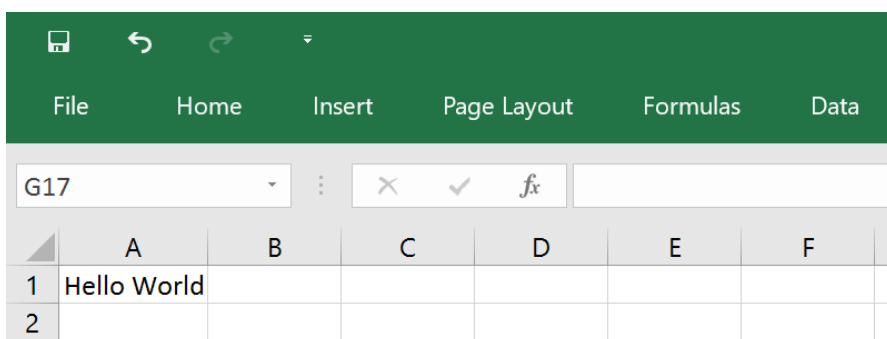 File Home Insert Page Layout Formulas Data
G17 fx
A B C D E F
1 Hello World
2